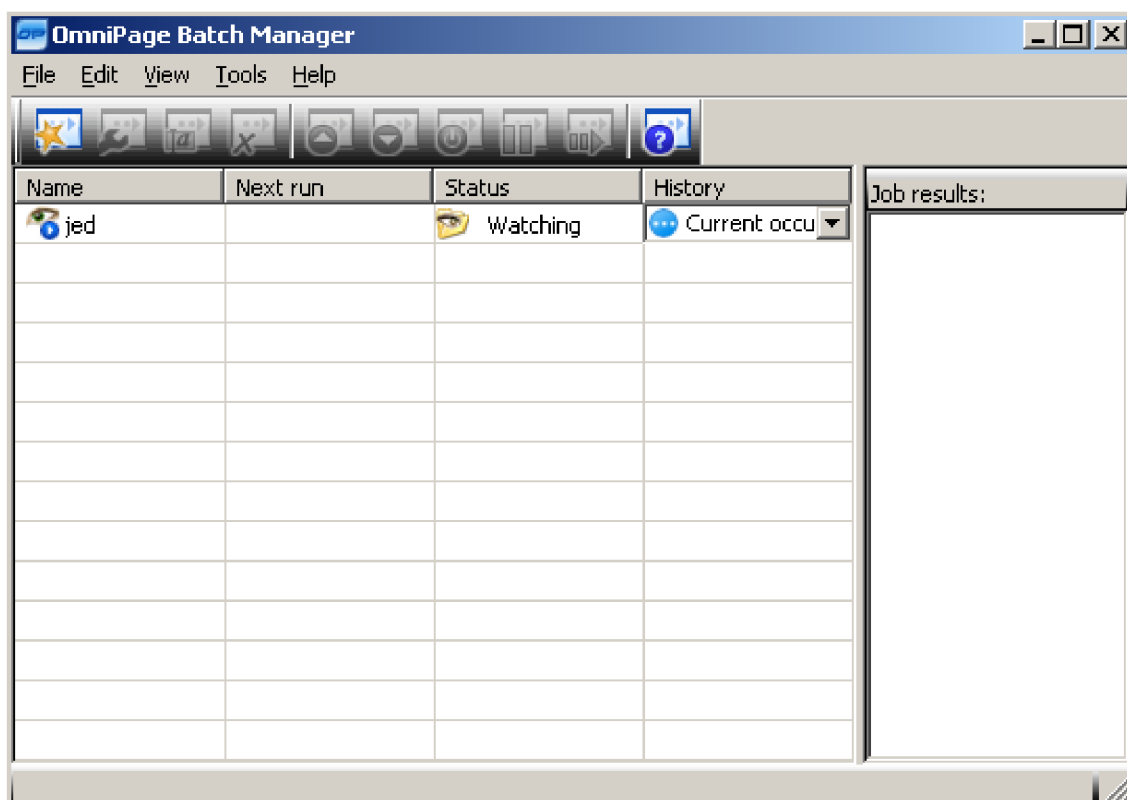 OmniPage Batch Manager
File Edit View Tools Help
Name Next run Status History Job results:
jed Watching Current occu